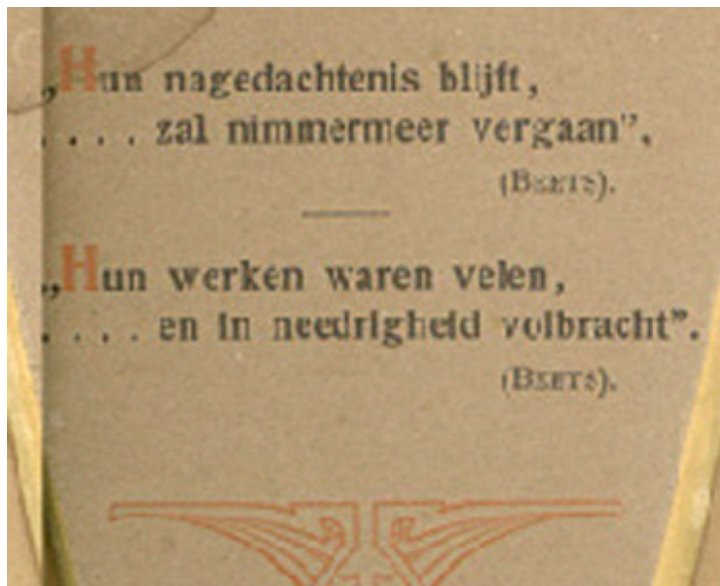 „Hun nagedachtenis blijft,
. . . . zal nimmermeer vergaan”.
(BEETS).
„Hun werken waren velen,
. . . . en in needrigheid volbracht”.
(BEETS).